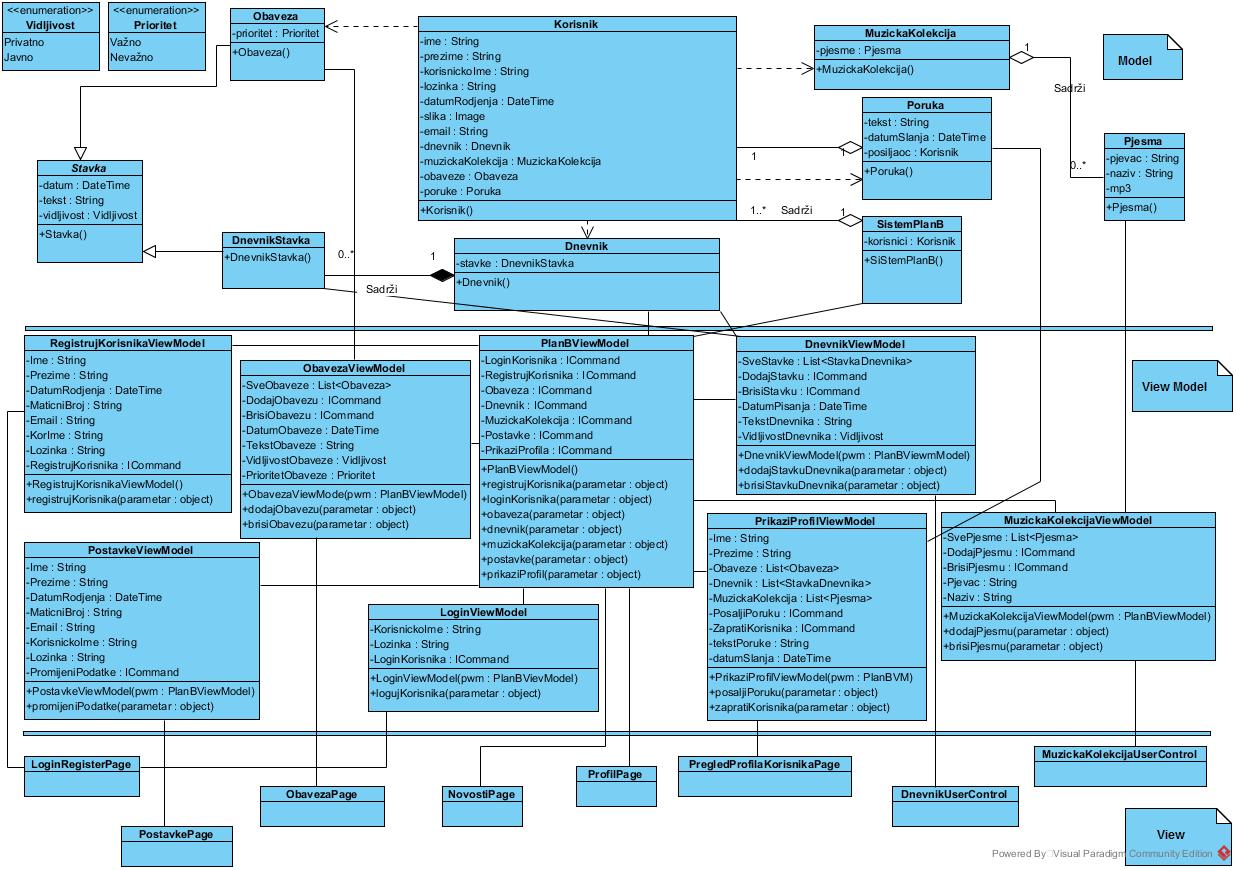 <<enumeration>>
Vidljivost
Privatno
Javno
<<enumeration>>
Prioritet
Važno
Nevažno
Obaveza
-prioritet : Prioritet
+Obaveza()
Korisnik
-ime : String
-prezime : String
-korisnickoIme : String
-lozinka : String
-datumRodjenja : DateTime
-slika : Image
-email : String
-dnevnik : Dnevnik
-muzickaKolekcija : MuzickaKolekcija
-obaveze : Obaveza
-poruke : Poruka
+Korisnik()
MuzickaKolekcija
-pjesme : Pjesma
+MuzickaKolekcija()
1
Sadrži
0..*
Model
Poruka
-tekst : String
-datumSlanja : DateTime
-posiljaoc : Korisnik
+Poruka()
1
1
Pjesma
-pjevac : String
-naziv : String
-mp3
+Pjesma()
Stavka
-datum : DateTime
-tekst : String
-vidljivost : Vidljivost
+Stavka()
1..*
Sadrži
1
SistemPlanB
-korisnici : Korisnik
+SiStemPlanB()
DnevnikStavka
+DnevnikStavka()
0..*
Sadrži
1
Dnevnik
-stavke : DnevnikStavka
+Dnevnik()
RegistrujKorisnikaViewModel
-Ime : String
-Prezime : String
-DatumRodjenja : DateTime
-MaticniBroj : String
-Email : String
-KorIme : String
-Lozinka : String
-RegistrujKorisnika : ICommand
+RegistrujKorisnikaViewModel()
+registrujKorisnika(parametar : object)
ObavezaViewModel
-SveObaveze : List<Obaveza>
-DodajObavezu : ICommand
-BrisiObavezu : ICommand
-DatumObaveze : DateTime
-TekstObaveze : String
-VidljivostObaveze : Vidljivost
-PrioritetObaveze : Prioritet
+ObavezaViewMode(pwm : PlanBViewModel)
+dodajObavezu(parametar : object)
+brisiObavezu(parametar : object)
PlanBViewModel
-LoginKorisnika : ICommand
-RegistrujKorisnika : ICommand
-Obaveza : ICommand
-Dnevnik : ICommand
-MuzickaKolekcija : ICommand
-Postavke : ICommand
-PrikaziProfila : ICommand
+PlanBViewModel()
+registrujKorisnika(parametar : object)
+loginKorisnika(parametar : object)
+obaveza(parametar : object)
+dnevnik(parametar : object)
+muzickaKolekcija(parametar : object)
+postavke(parametar : object)
+prikaziProfil(parametar : object)
DnevnikViewModel
-SveStavke : List<StavkaDnevnika>
-DodajStavku : ICommand
-BrisiStavku : ICommand
-DatumPisanja : DateTime
-TekstDnevnika : String
-VidljivostDnevnika : Vidljivost
+DnevnikViewModel(pwm : PlanBViewmModel)
+dodajStavkuDnevnika(parametar : object)
+brisiStavkuDnevnika(parametar : object)
View Model
PostavkeViewModel
-Ime : String
-Prezime : String
-DatumRodjenja : DateTime
-MaticniBroj : String
-Email : String
-KorisnickoIme : String
-Lozinka : String
-PromijeniPodatke : ICommand
+PostavkeViewModel(pwm : PlanBViewModel)
+promijeniPodatke(parametar : object)
LoginViewModel
-KorisnickoIme : String
-Lozinka : String
-LoginKorisnika : ICommand
+LoginViewModel(pwm : PlanBVievModel)
+logujKorisnika(parametar : object)
PrikaziProfilViewModel
-Ime : String
-Prezime : String
-Obaveze : List<Obaveza>
-Dnevnik : List<StavkaDnevnika>
-MuzickaKolekcija : List<Pjesma>
-PosaljiPoruku : ICommand
-ZapratiKorisnika : ICommand
-tekstPoruke : String
-datumSlanja : DateTime
+PrikaziProfilViewModel(pwm : PlanBVM)
+posaljiPoruku(parametar : object)
+zapratiKorisnika(parametar : object)
MuzickaKolekcijaViewModel
-SvePjesme : List<Pjesma>
-DodajPjesmu : ICommand
-BrisiPjesmu : ICommand
-Pjevac : String
-Naziv : String
+MuzickaKolekcijaViewModel(pwm : PlanBViewModel)
+dodajPjesmu(parametar : object)
+brisiPjesmu(parametar : object)
LoginRegisterPage
PostavkePage
ObavezaPage
NovostiPage
ProfilPage
PregledProfilaKorisnikaPage
DnevnikUserControl
MuzickaKolekcijaUserControl
View
Powered By Visual Paradigm Community Edition